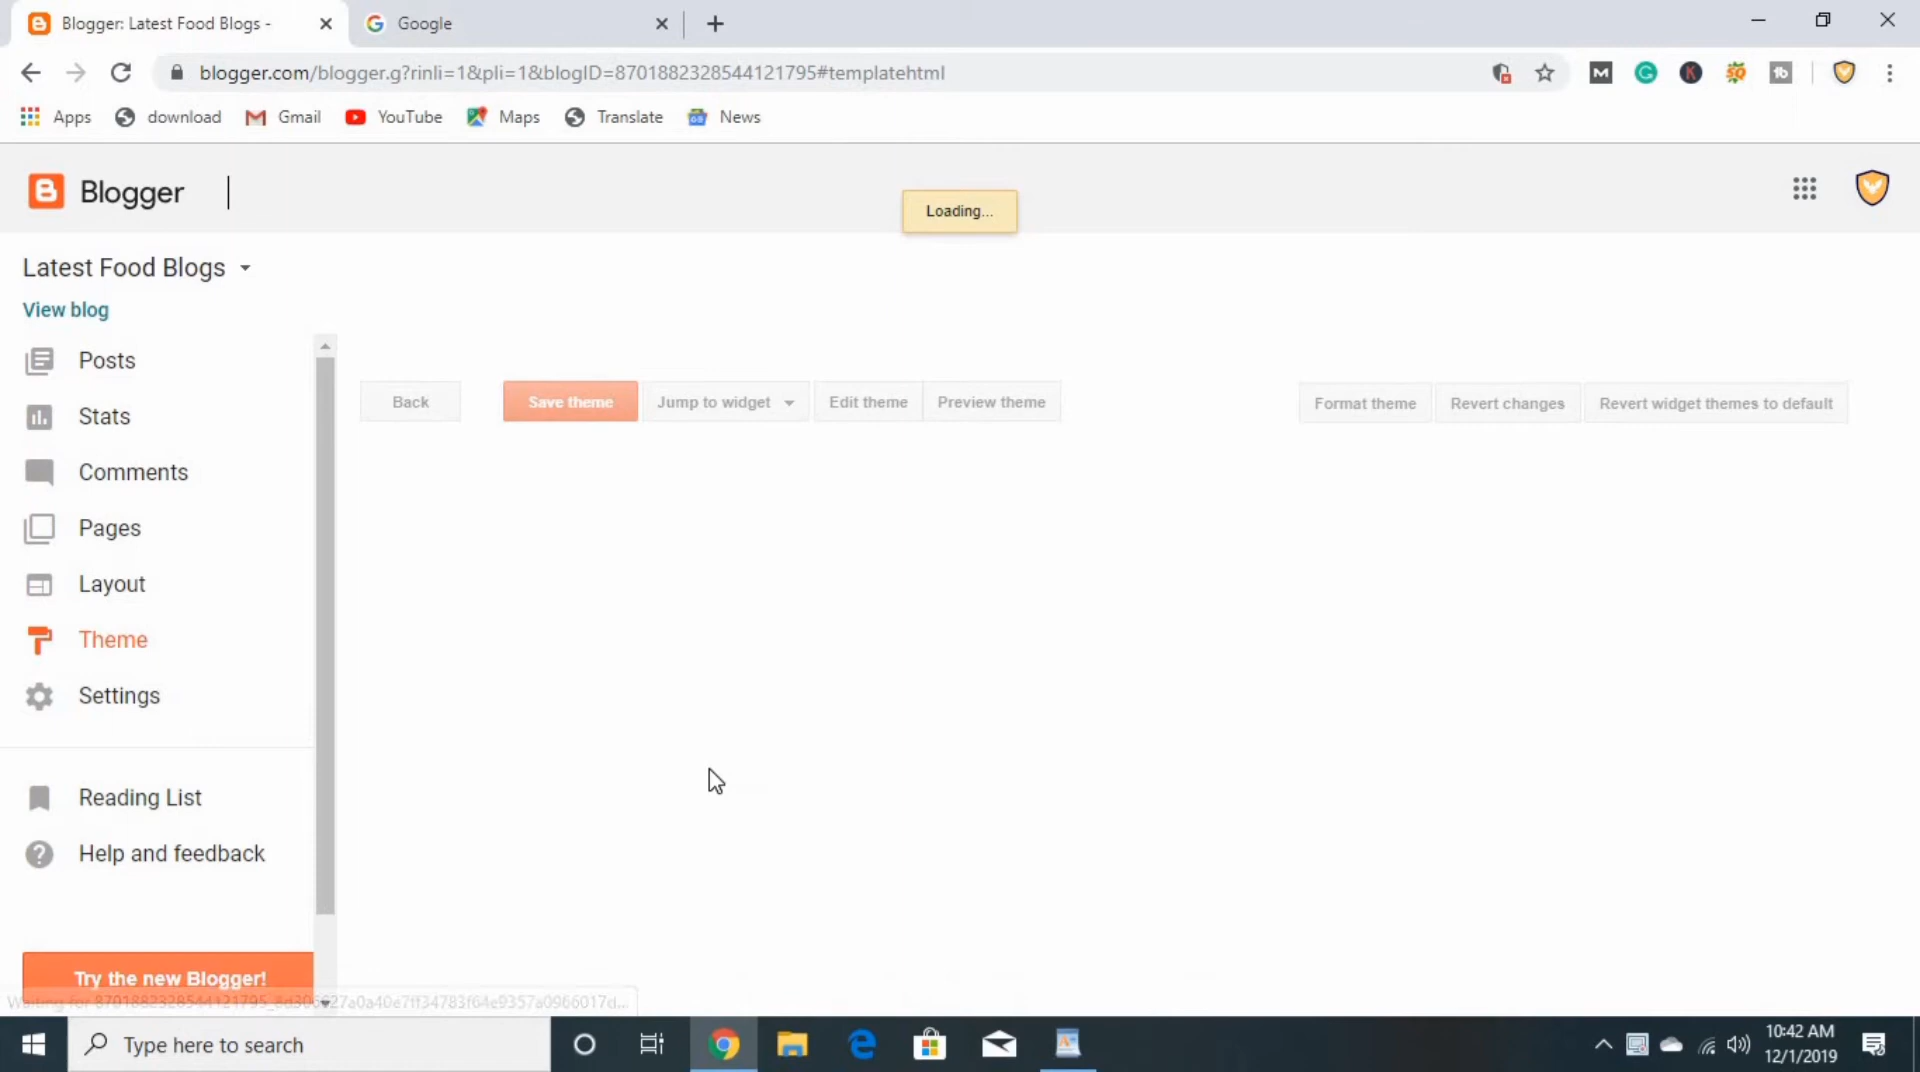 Blogger: Latest Food Blogs -
Google
blogger.com/blogger.g?rinli=1&pli=1&blogID=8701882328544121795#templatehtml
Apps
download
Gmail
YouTube
Maps
Translate
News
Blogger
Loading...
Latest Food Blogs
View blog
Posts
Back
Save theme
Jump to widget
Edit theme
Preview theme
Format theme
Revert changes
Revert widget themes to default
Stats
Comments
Pages
Layout
Theme
Settings
Reading List
Help and feedback
Try the new Blogger!
Waiting for
Type here to search
10:42 AM
12/1/2019